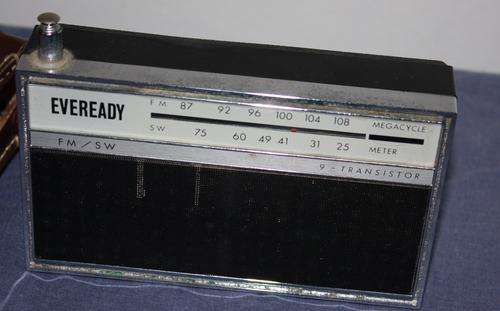 EVEREADY
FM 87 92 96 100 104 108 MEGACYCLE
SW 75 60 49 41 31 25 METER
FM/SW
9-TRANSISTOR